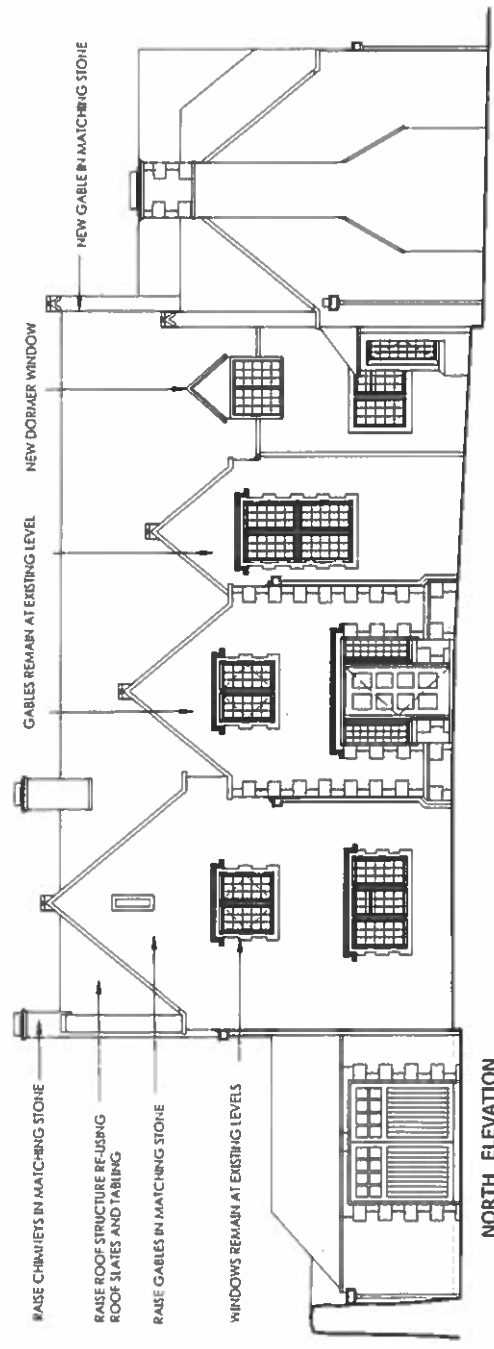 RAISE CHIMNEYS IN MATCHING STONE
RAISE ROOF STRUCTURE RE-USING
ROOF SLATES AND TABLING
RAISE GABLES IN MATCHING STONE
WINDOWS REMAIN AT EXISTING LEVELS
GABLES REMAIN AT EXISTING LEVEL
NEW DORMER WINDOW
NEW GABLE IN MATCHING STONE
NORTH ELEVATION